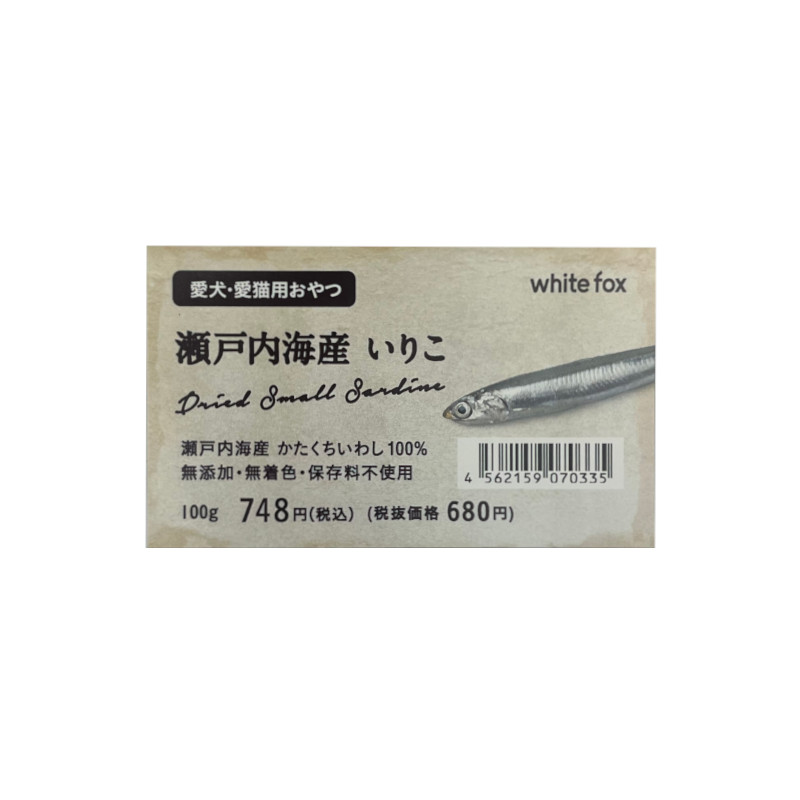 愛犬・愛猫用おやつ
white fox
瀬戸内海産 いりこ
Dried Small Sardine
瀬戸内海産 かたくちいわし100%
無添加・無着色・保存料不使用
4 562159 070335
100g 748円(税込) (税抜価格 680円)